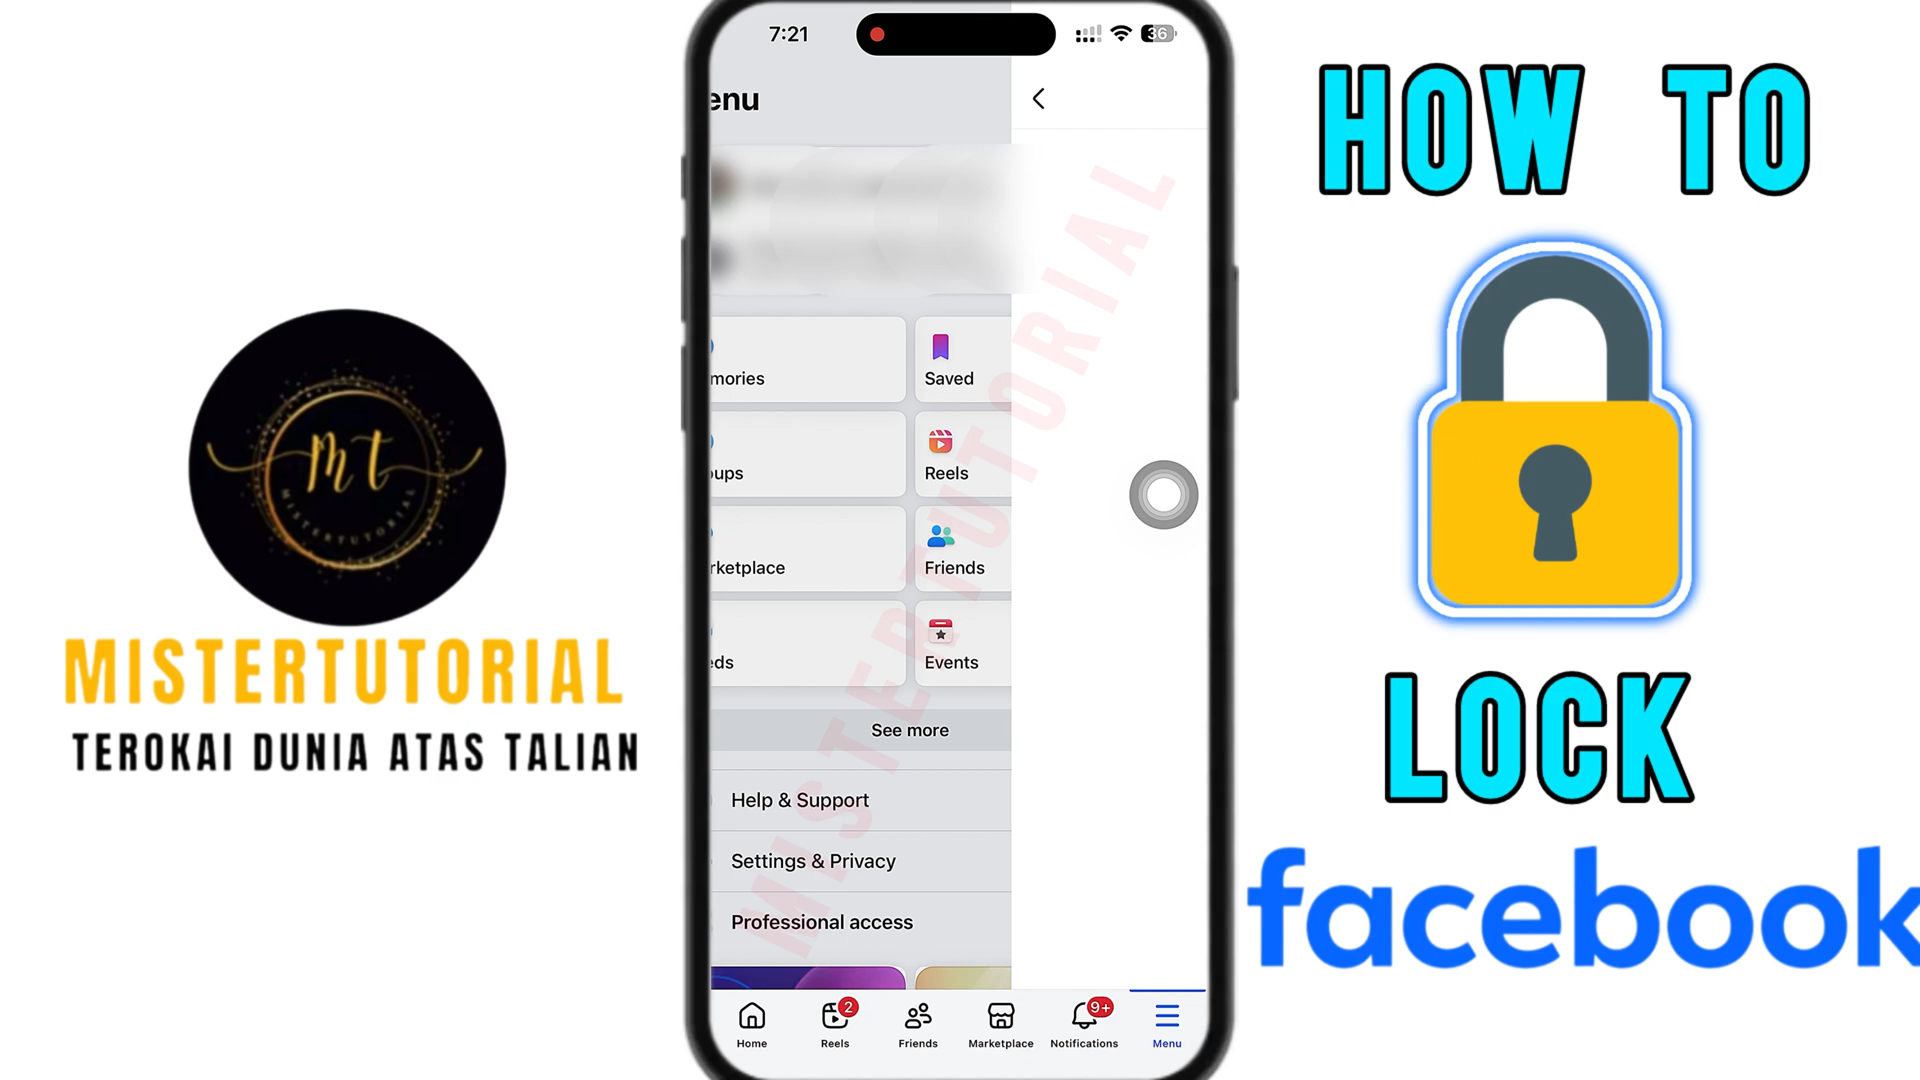 7:21
36
enu
mories
Saved
oups
Reels
rketplace
Friends
eds
Events
See more
Help & Support
Settings & Privacy
Professional access
2
9+
Home
Reels
Friends
Marketplace
Notifications
Menu
MISTERTUTORIAL
mt
MISTERTUTORIAL
MISTERTUTORIAL
TEROKAI DUNIA ATAS TALIAN
HOW TO
LOCK
facebook